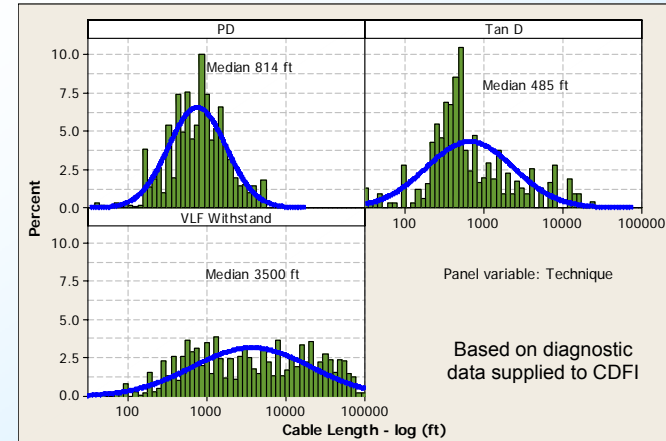 PD
Tan D
Median 814 ft
Median 485 ft
10.0
7.5
5.0
2.5
0.0
100
1000
10000
100000
Percent
VLF Withstand
Median 3500 ft
10.0
7.5
5.0
2.5
0.0
100
1000
10000
100000
Panel variable: Technique
Based on diagnostic
data supplied to CDFI
Cable Length - log (ft)